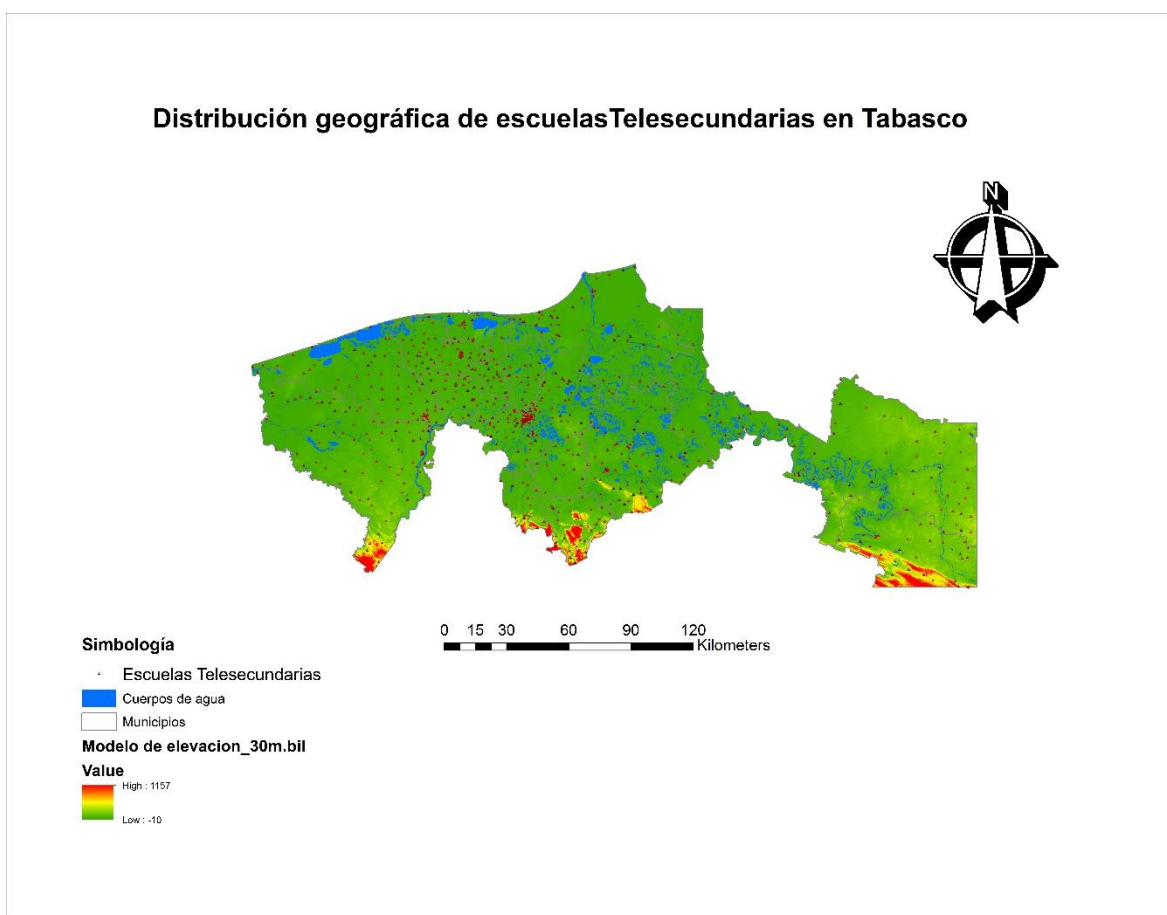 Distribución geográfica de escuelasTelesecundarias en Tabasco
N
0 15 30 60 90 120
Kilometers
Simbología
Escuelas Telesecundarias
Cuerpos de agua
Municipios
Modelo de elevacion_30m.bil
Value
High : 1157
Low : -10